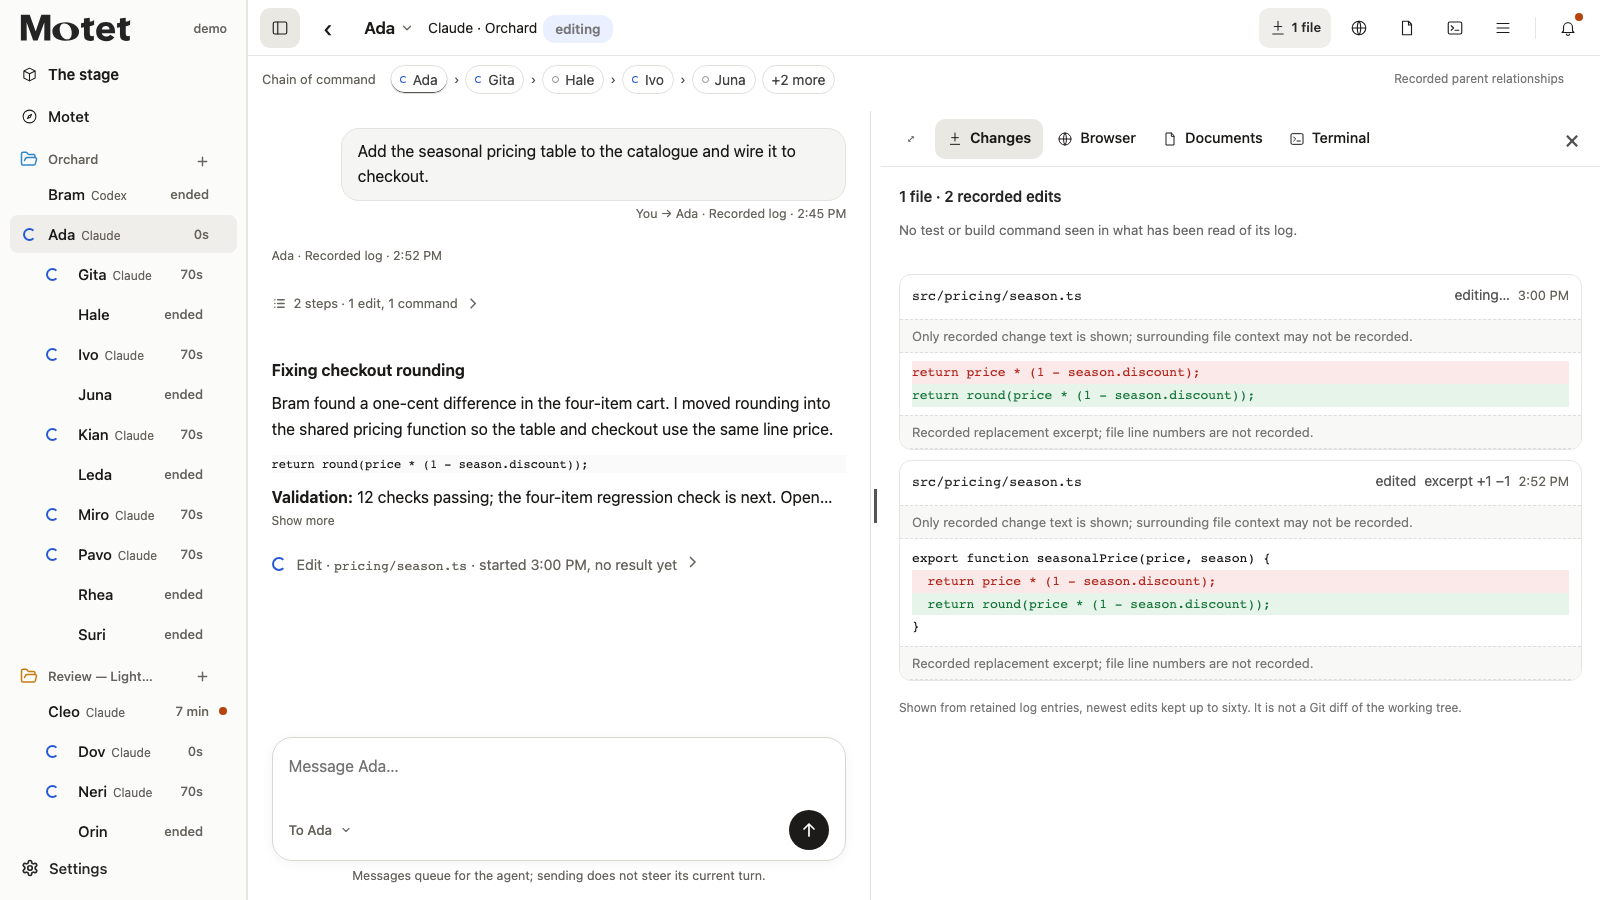 Motet
demo
The stage
Motet
Orchard
Bram Codex ended
Ada Claude 0s
Gita Claude 70s
Hale ended
Ivo Claude 70s
Juna ended
Kian Claude 70s
Leda ended
Miro Claude 70s
Pavo Claude 70s
Rhea ended
Suri ended
Review — Light...
Cleo Claude 7 min
Dov Claude 0s
Neri Claude 70s
Orin ended
Settings
Ada Claude · Orchard editing
1 file
Chain of command Ada › Gita › Hale › Ivo › Juna +2 more
Recorded parent relationships
Add the seasonal pricing table to the catalogue and wire it to
checkout.
You → Ada · Recorded log · 2:45 PM
Ada · Recorded log · 2:52 PM
2 steps · 1 edit, 1 command
Fixing checkout rounding
Bram found a one-cent difference in the four-item cart. I moved rounding into
the shared pricing function so the table and checkout use the same line price.
return round(price * (1 - season.discount));
Validation: 12 checks passing; the four-item regression check is next. Open...
Show more
Edit · pricing/season.ts · started 3:00 PM, no result yet
Message Ada...
To Ada
Messages queue for the agent; sending does not steer its current turn.
Changes Browser Documents Terminal
1 file · 2 recorded edits
No test or build command seen in what has been read of its log.
src/pricing/season.ts editing... 3:00 PM
Only recorded change text is shown; surrounding file context may not be recorded.
return price * (1 - season.discount);
return round(price * (1 - season.discount));
Recorded replacement excerpt; file line numbers are not recorded.
src/pricing/season.ts edited excerpt +1 −1 2:52 PM
Only recorded change text is shown; surrounding file context may not be recorded.
export function seasonalPrice(price, season) {
return price * (1 - season.discount);
return round(price * (1 - season.discount));
}
Recorded replacement excerpt; file line numbers are not recorded.
Shown from retained log entries, newest edits kept up to sixty. It is not a Git diff of the working tree.